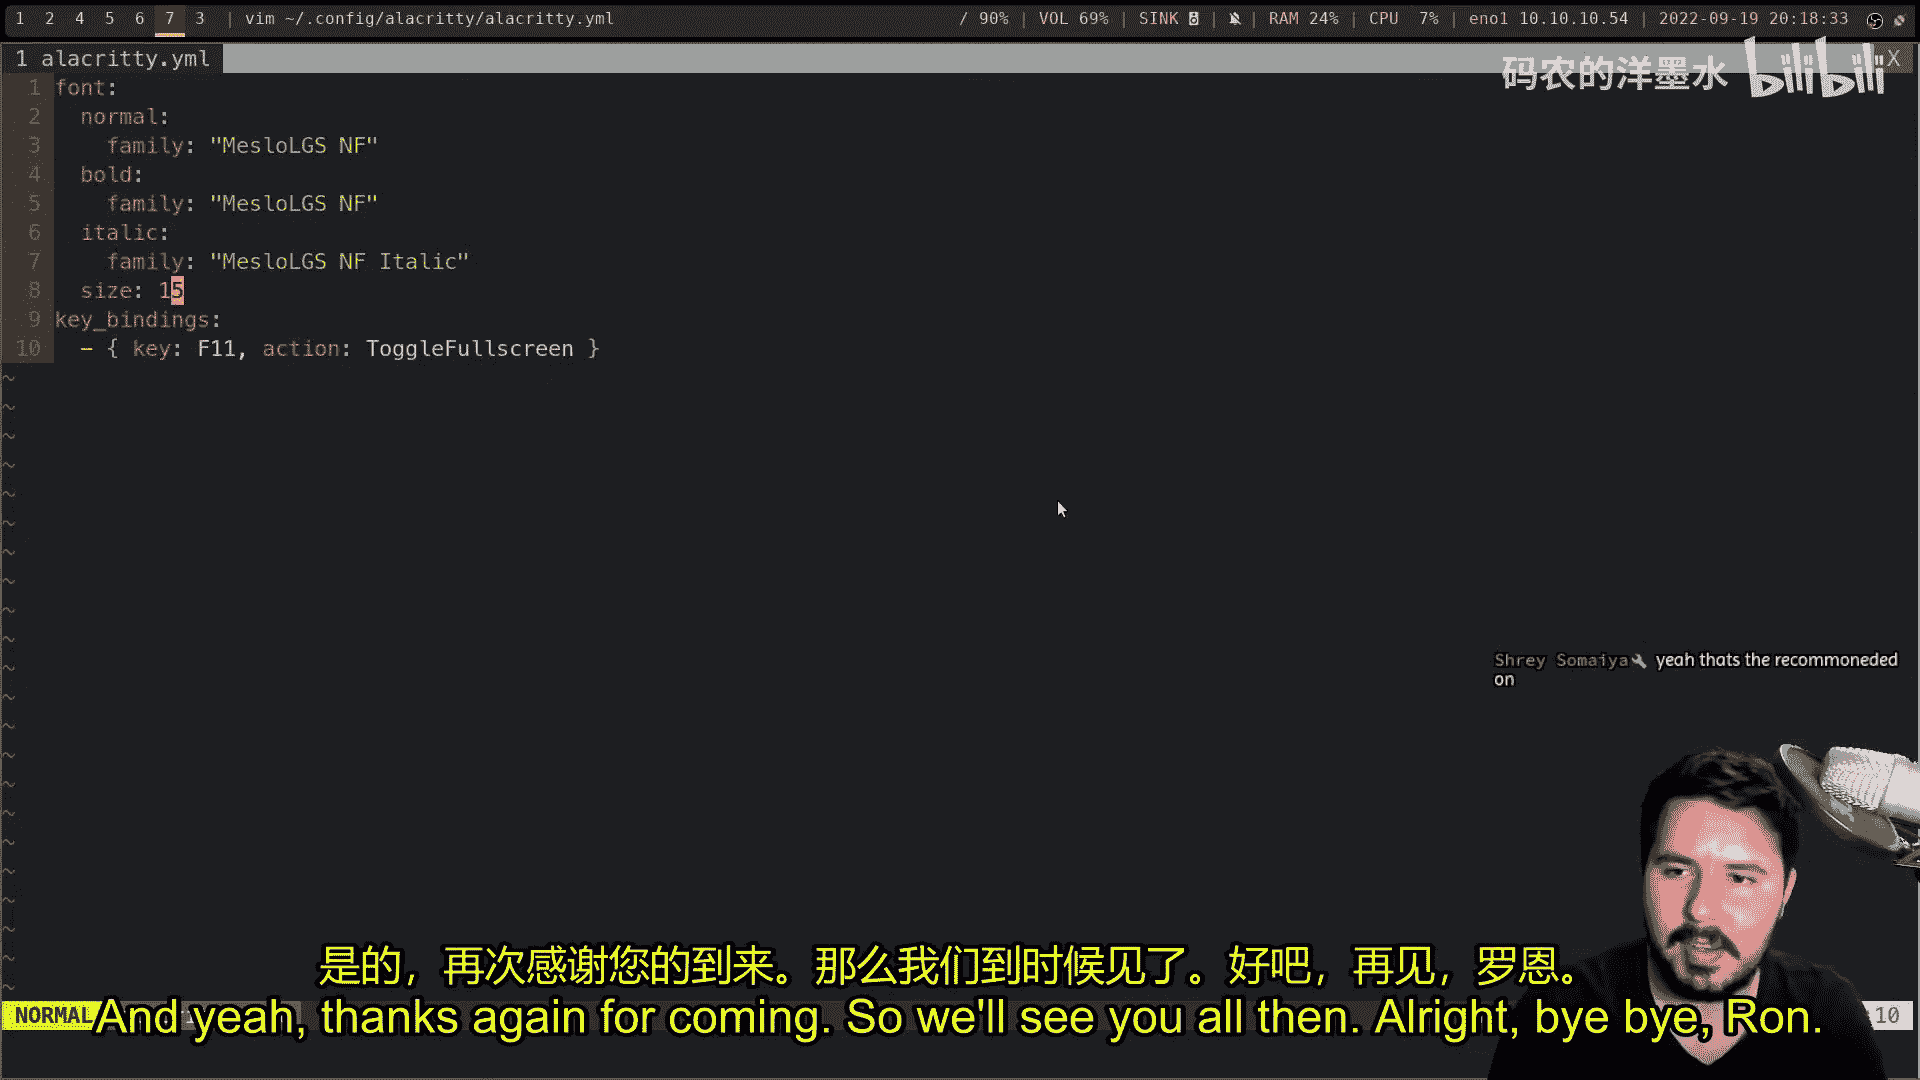 1 2 4 5 6 7 3 | vim ~/.config/alacritty/alacritty.yml / 90% | VOL 69% | SINK | | RAM 24% | CPU 7% | eno1 10.10.10.54 | 2022-09-19 20:18:33
1 alacritty.yml X
码农的洋墨水 bilibili
1 font:
2 normal:
3 family: "MesloLGS NF"
4 bold:
5 family: "MesloLGS NF"
6 italic:
7 family: "MesloLGS NF Italic"
8 size: 15
9 key_bindings:
10 - { key: F11, action: ToggleFullscreen }
Shrey Somaiya yeah thats the recommoneded
on
是的，再次感谢您的到来。那么我们到时候见了。好吧，再见，罗恩。
NORMAL
And yeah, thanks again for coming. So we'll see you all then. Alright, bye bye, Ron.
10